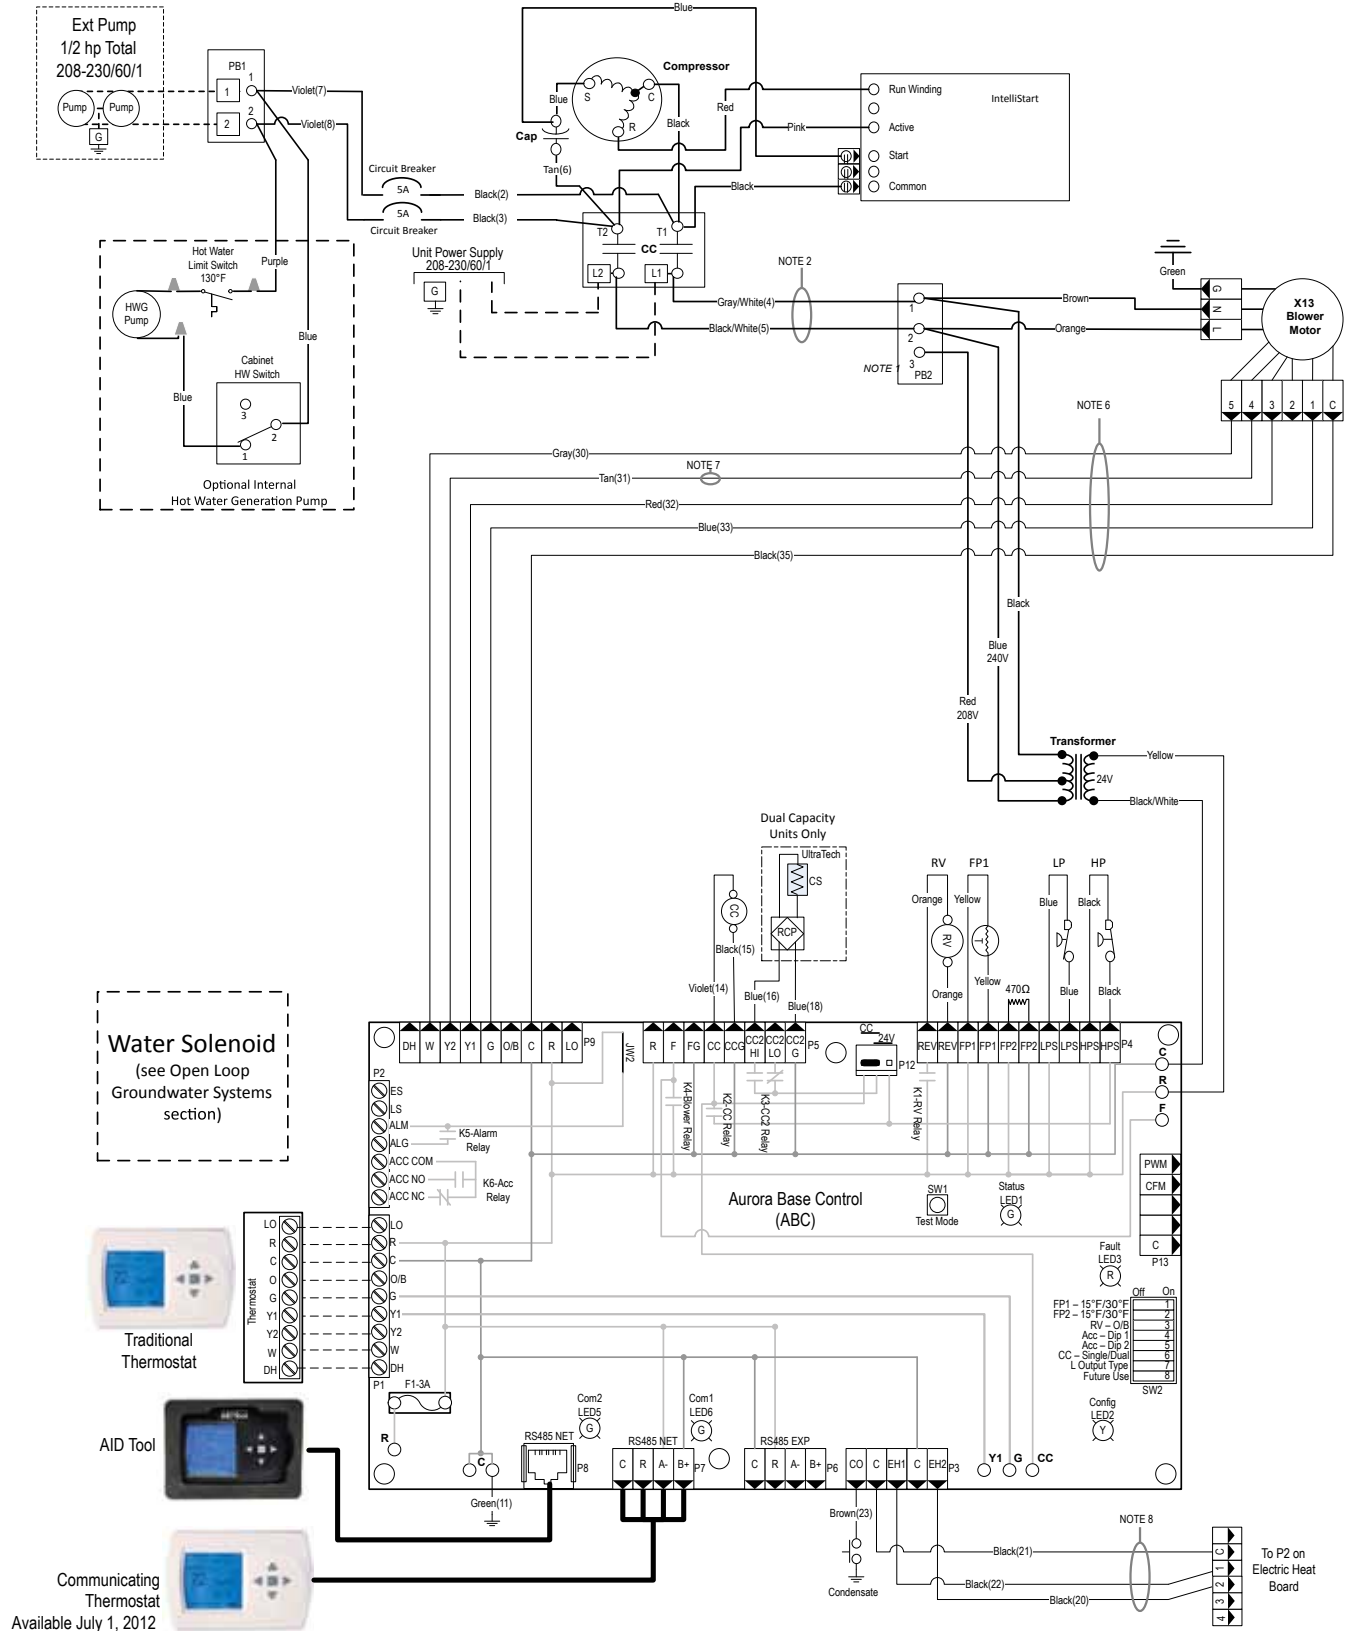 Ext Pump
1/2 hp Total
208-230/60/1
Pump
Pump
G
PB1
1
1
2
2
Violet(7)
Violet(8)
Circuit Breaker
5A
5A
Circuit Breaker
Black(2)
Black(3)
Blue
Compressor
S
C
R
Blue
Cap
Tan(6)
Black
Red
Pink
Black
IntelliStart
Run Winding
Active
Start
Common
T2
T1
CC
L2
L1
Unit Power Supply
208-230/60/1
G
Gray/White(4)
Black/White(5)
NOTE 2
1
2
3
NOTE 1
PB2
Brown
Orange
Green
G
N
L
X13
Blower
Motor
5
4
3
2
1
C
Hot Water
Limit Switch
130°F
Purple
HWG
Pump
Blue
Blue
Cabinet
HW Switch
3
2
1
Optional Internal
Hot Water Generation Pump
NOTE 6
NOTE 7
Gray(30)
Tan(31)
Red(32)
Blue(33)
Black(35)
Black
Blue
240V
Red
208V
Transformer
Yellow
24V
Black/White
Dual Capacity
Units Only
UltraTech
CS
RCP
CC
Black(15)
Violet(14)
Blue(16)
Blue(18)
RV
FP1
LP
HP
Orange
Yellow
Blue
Black
RV
T
Orange
Yellow
470Ω
Blue
Black
Water Solenoid
(see Open Loop
Groundwater Systems
section)
DH
W
Y2
Y1
G
O/B
C
R
LO
P9
JW2
R
F
FG
CC
CCG
CC2
HI
CC2
LO
CC2
G
P5
CC
24V
P12
REV
REV
FP1
FP1
FP2
FP2
LPS
LPS
HPS
HPS
P4
C
R
F
P2
ES
LS
ALM
ALG
ACC COM
ACC NO
ACC NC
K5-Alarm
Relay
K6-Acc
Relay
K4-Blower Relay
K2-CC Relay
K3-CC2 Relay
K1-RV Relay
Aurora Base Control
(ABC)
SW1
Test Mode
Status
LED1
G
PWM
CFM
C
P13
Fault
LED3
R
Off
On
FP1 – 15°F/30°F
1
FP2 – 15°F/30°F
2
RV – O/B
3
Acc – Dip 1
4
Acc – Dip 2
5
CC – Single/Dual
6
L Output Type
7
Future Use
8
SW2
Config
LED2
Y
Traditional
Thermostat
Thermostat
LO
R
C
O
G
Y1
Y2
W
DH
LO
R
C
O/B
G
Y1
Y2
W
DH
P1
F1-3A
R
C
Green(11)
AID Tool
RS485 NET
P8
Com2
LED5
G
Com1
LED6
G
RS485 NET
C
R
A-
B+
P7
RS485 EXP
C
R
A-
B+
P6
CO
C
EH1
C
EH2
P3
Y1
G
CC
Brown(23)
Condensate
Black(21)
Black(22)
Black(20)
NOTE 8
C
1
2
3
4
To P2 on
Electric Heat
Board
Communicating
Thermostat
Available July 1, 2012